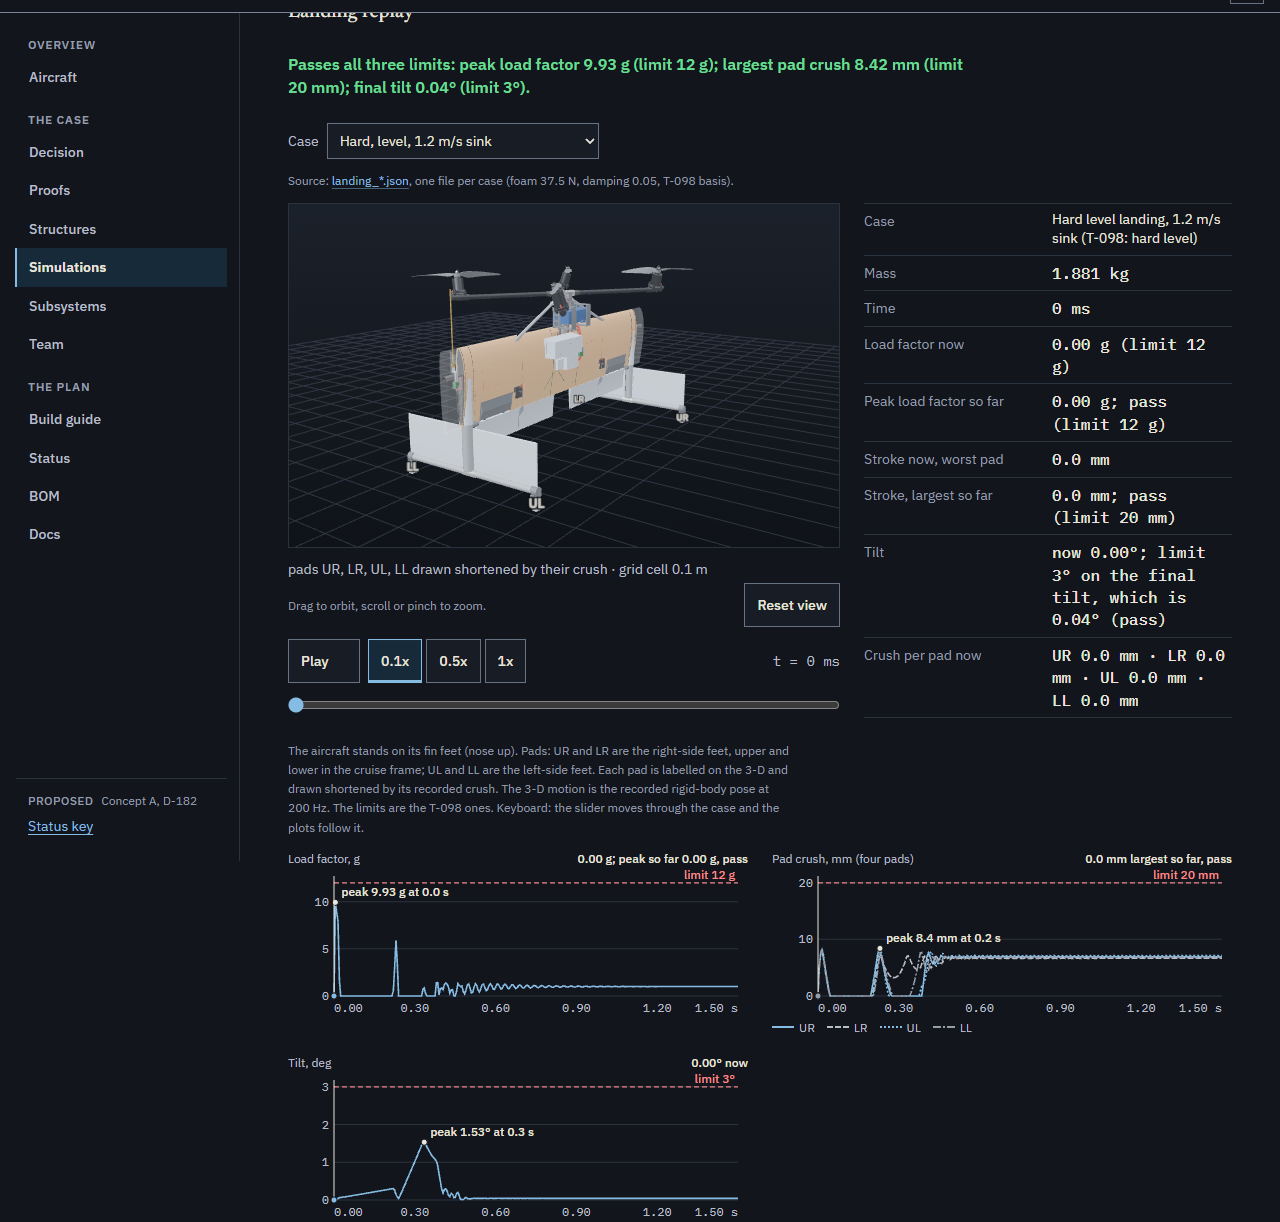 Landing replay
OVERVIEW
Aircraft
THE CASE
Decision
Proofs
Structures
Simulations
Subsystems
Team
THE PLAN
Build guide
Status
BOM
Docs
PROPOSED Concept A, D-182
Status key
Passes all three limits: peak load factor 9.93 g (limit 12 g); largest pad crush 8.42 mm (limit
20 mm); final tilt 0.04° (limit 3°).
Case Hard, level, 1.2 m/s sink
Source: landing_*.json, one file per case (foam 37.5 N, damping 0.05, T-098 basis).
LR
UR
LL
UL
pads UR, LR, UL, LL drawn shortened by their crush · grid cell 0.1 m
Drag to orbit, scroll or pinch to zoom.
Reset view
Play 0.1x 0.5x 1x t = 0 ms
Case Hard level landing, 1.2 m/s
sink (T-098: hard level)
Mass 1.881 kg
Time 0 ms
Load factor now 0.00 g (limit 12
g)
Peak load factor so far 0.00 g; pass
(limit 12 g)
Stroke now, worst pad 0.0 mm
Stroke, largest so far 0.0 mm; pass
(limit 20 mm)
Tilt now 0.00°; limit
3° on the final
tilt, which is
0.04° (pass)
Crush per pad now UR 0.0 mm · LR 0.0
mm · UL 0.0 mm ·
LL 0.0 mm
The aircraft stands on its fin feet (nose up). Pads: UR and LR are the right-side feet, upper and
lower in the cruise frame; UL and LL are the left-side feet. Each pad is labelled on the 3-D and
drawn shortened by its recorded crush. The 3-D motion is the recorded rigid-body pose at
200 Hz. The limits are the T-098 ones. Keyboard: the slider moves through the case and the
plots follow it.
Load factor, g 0.00 g; peak so far 0.00 g, pass
limit 12 g
peak 9.93 g at 0.0 s
10
5
0
0.00 0.30 0.60 0.90 1.20 1.50 s
Pad crush, mm (four pads) 0.0 mm largest so far, pass
limit 20 mm
20
peak 8.4 mm at 0.2 s
10
0
0.00 0.30 0.60 0.90 1.20 1.50 s
UR LR UL LL
Tilt, deg 0.00° now
limit 3°
3
peak 1.53° at 0.3 s
2
1
0
0.00 0.30 0.60 0.90 1.20 1.50 s